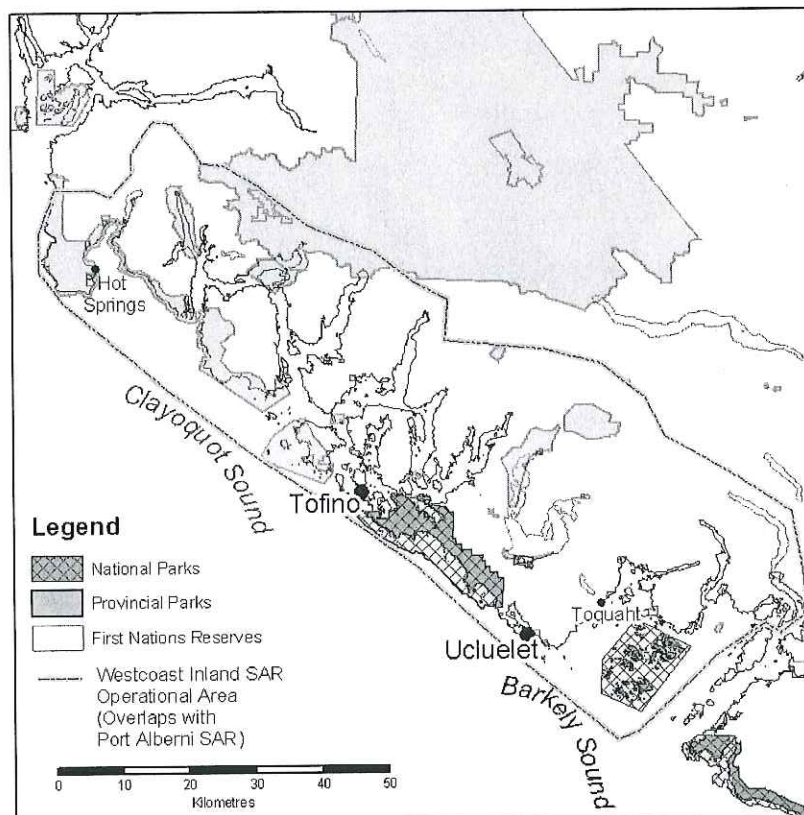 Hot
Springs
Clayoquot Sound
Tofino
Toquaht
Ucluelet
Barkely Sound
Legend
National Parks
Provincial Parks
First Nations Reserves
Westcoast Inland SAR
Operational Area
(Overlaps with
Port Alberni SAR)
0 10 20 30 40 50
Kilometres